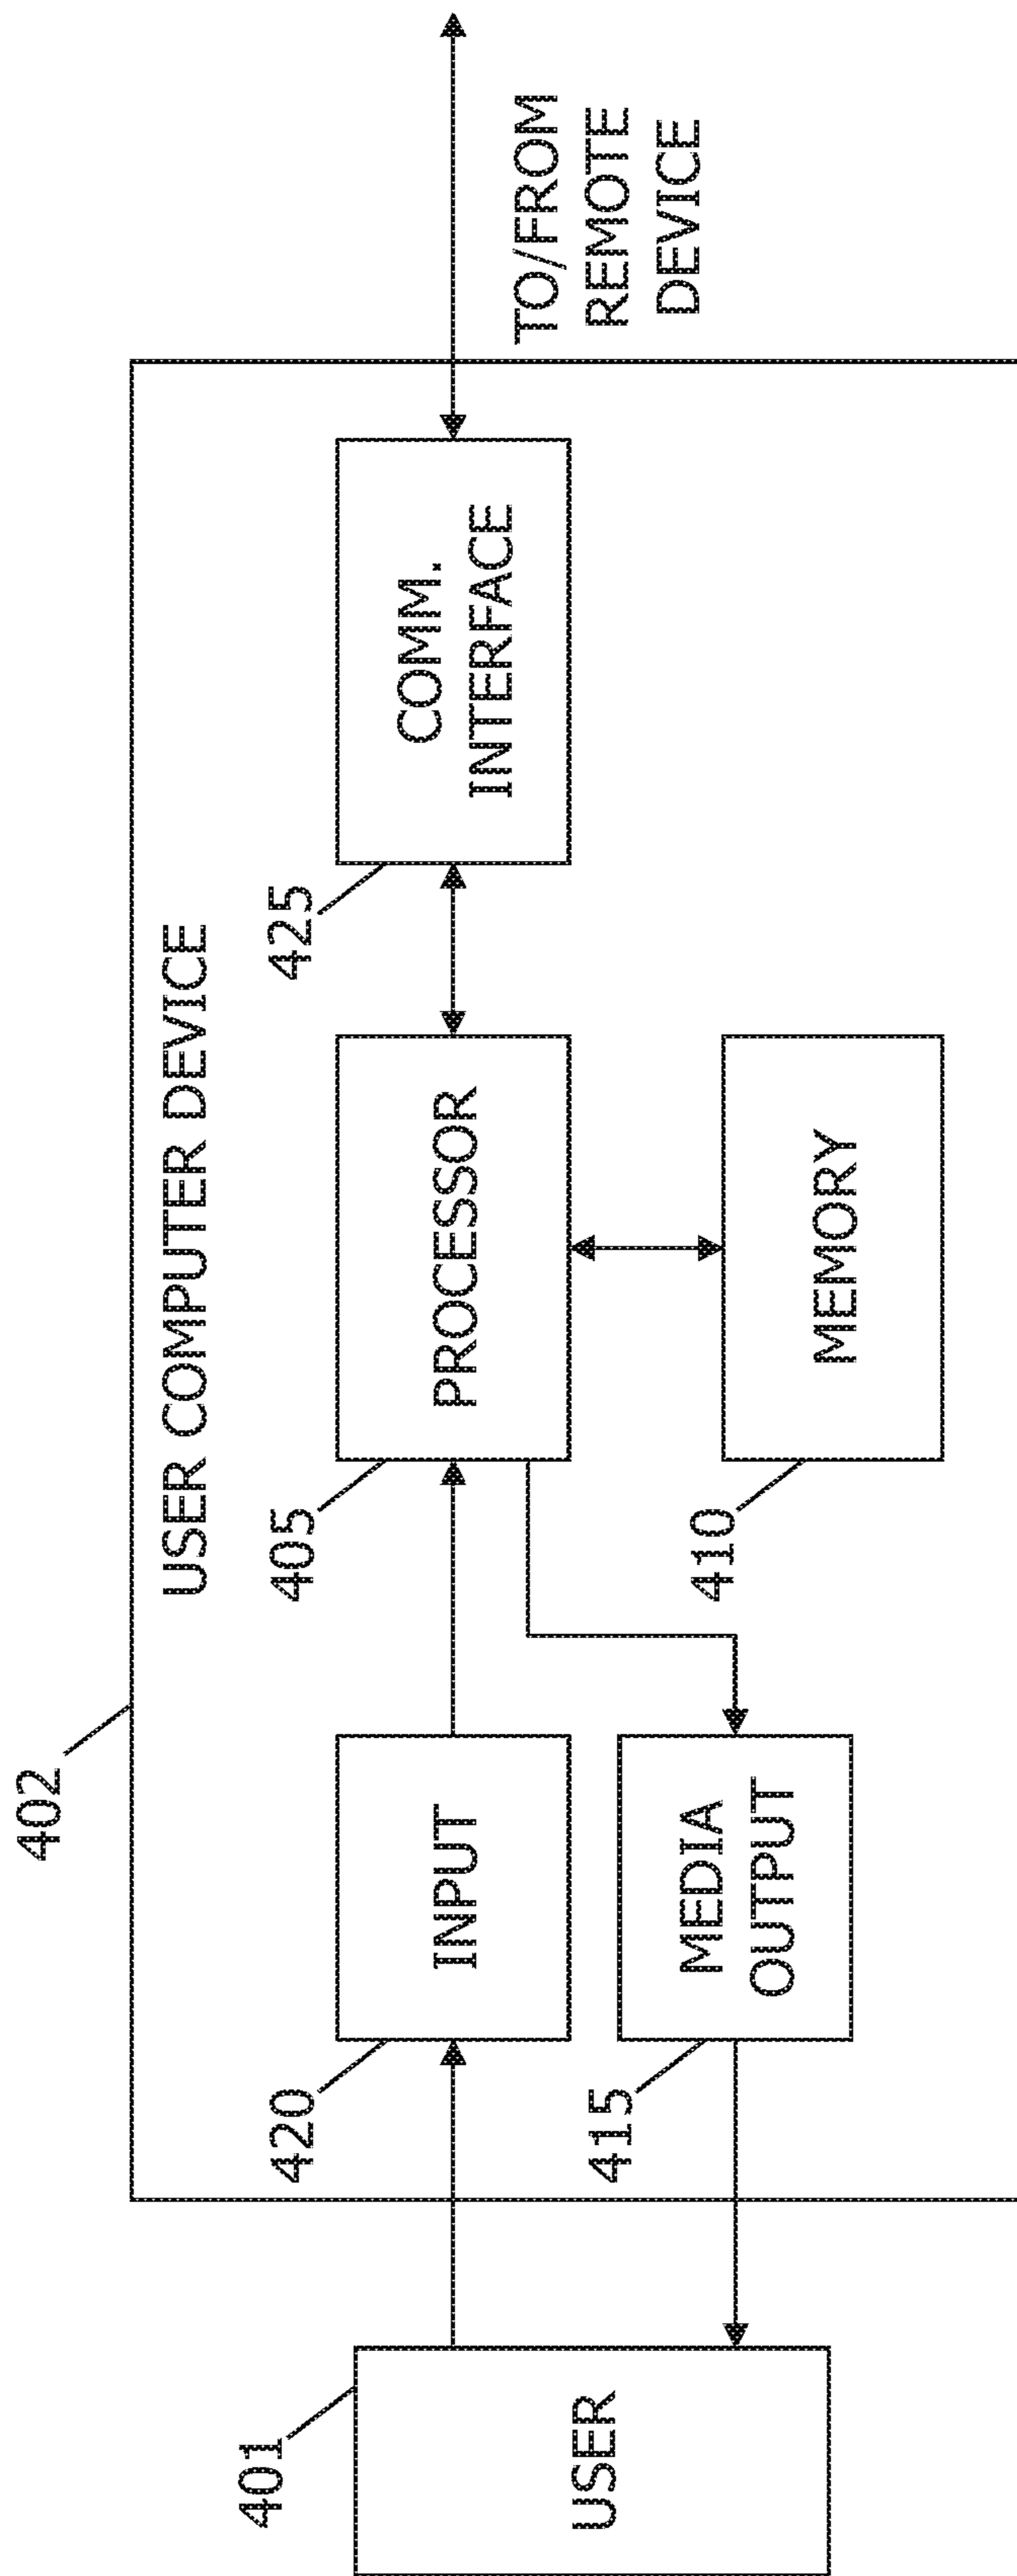 402
USER COMPUTER DEVICE
401
USER
420
INPUT
405
PROCESSOR
425
COMM.
INTERFACE
TO/FROM
REMOTE
DEVICE
415
MEDIA
OUTPUT
410
MEMORY